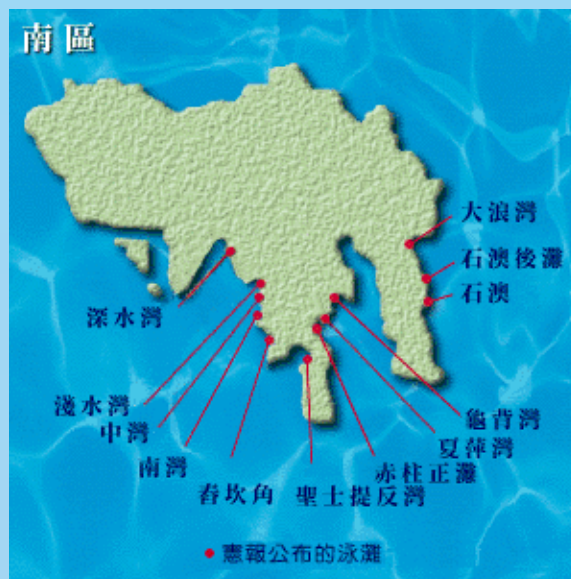 南區
大浪灣
石澳後灘
石澳
深水灣
淺水灣
中灣
南灣
舂坎角
聖士提反灣
赤柱正灘
夏萍灣
龜背灣
憲報公布的泳灘